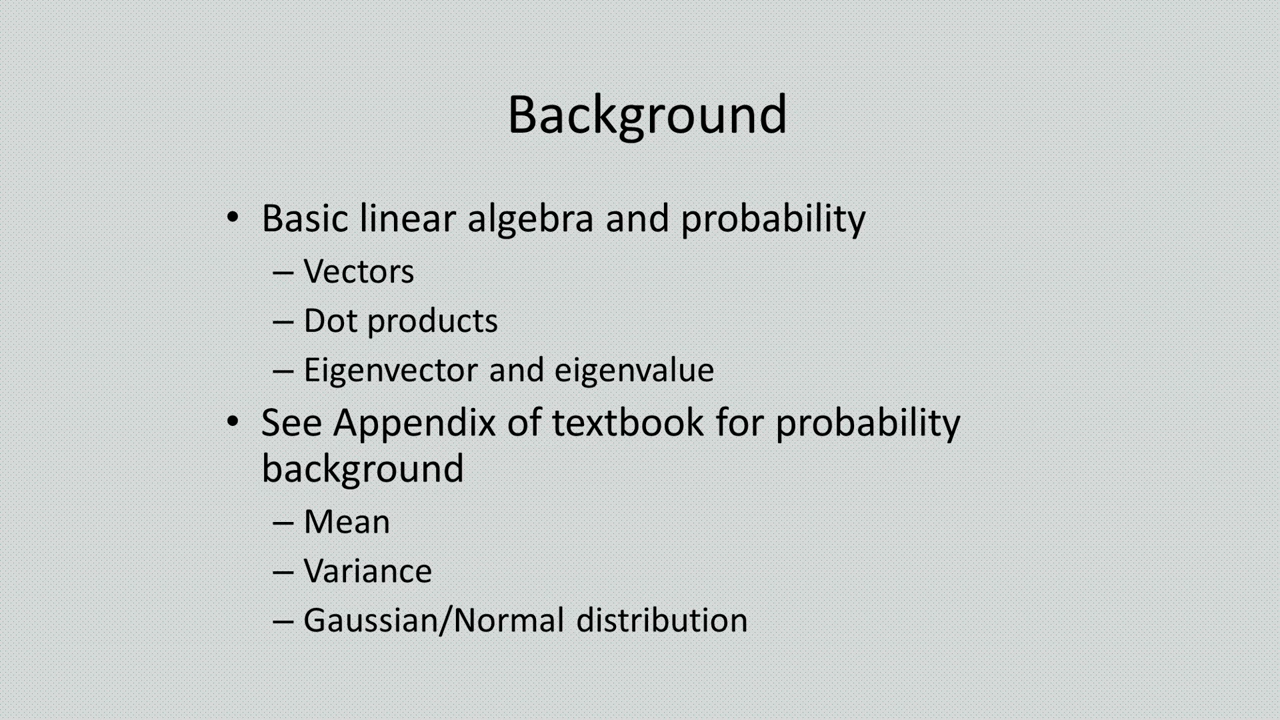 Background
• Basic linear algebra and probability
– Vectors
– Dot products
– Eigenvector and eigenvalue
• See Appendix of textbook for probability
background
– Mean
– Variance
– Gaussian/Normal distribution